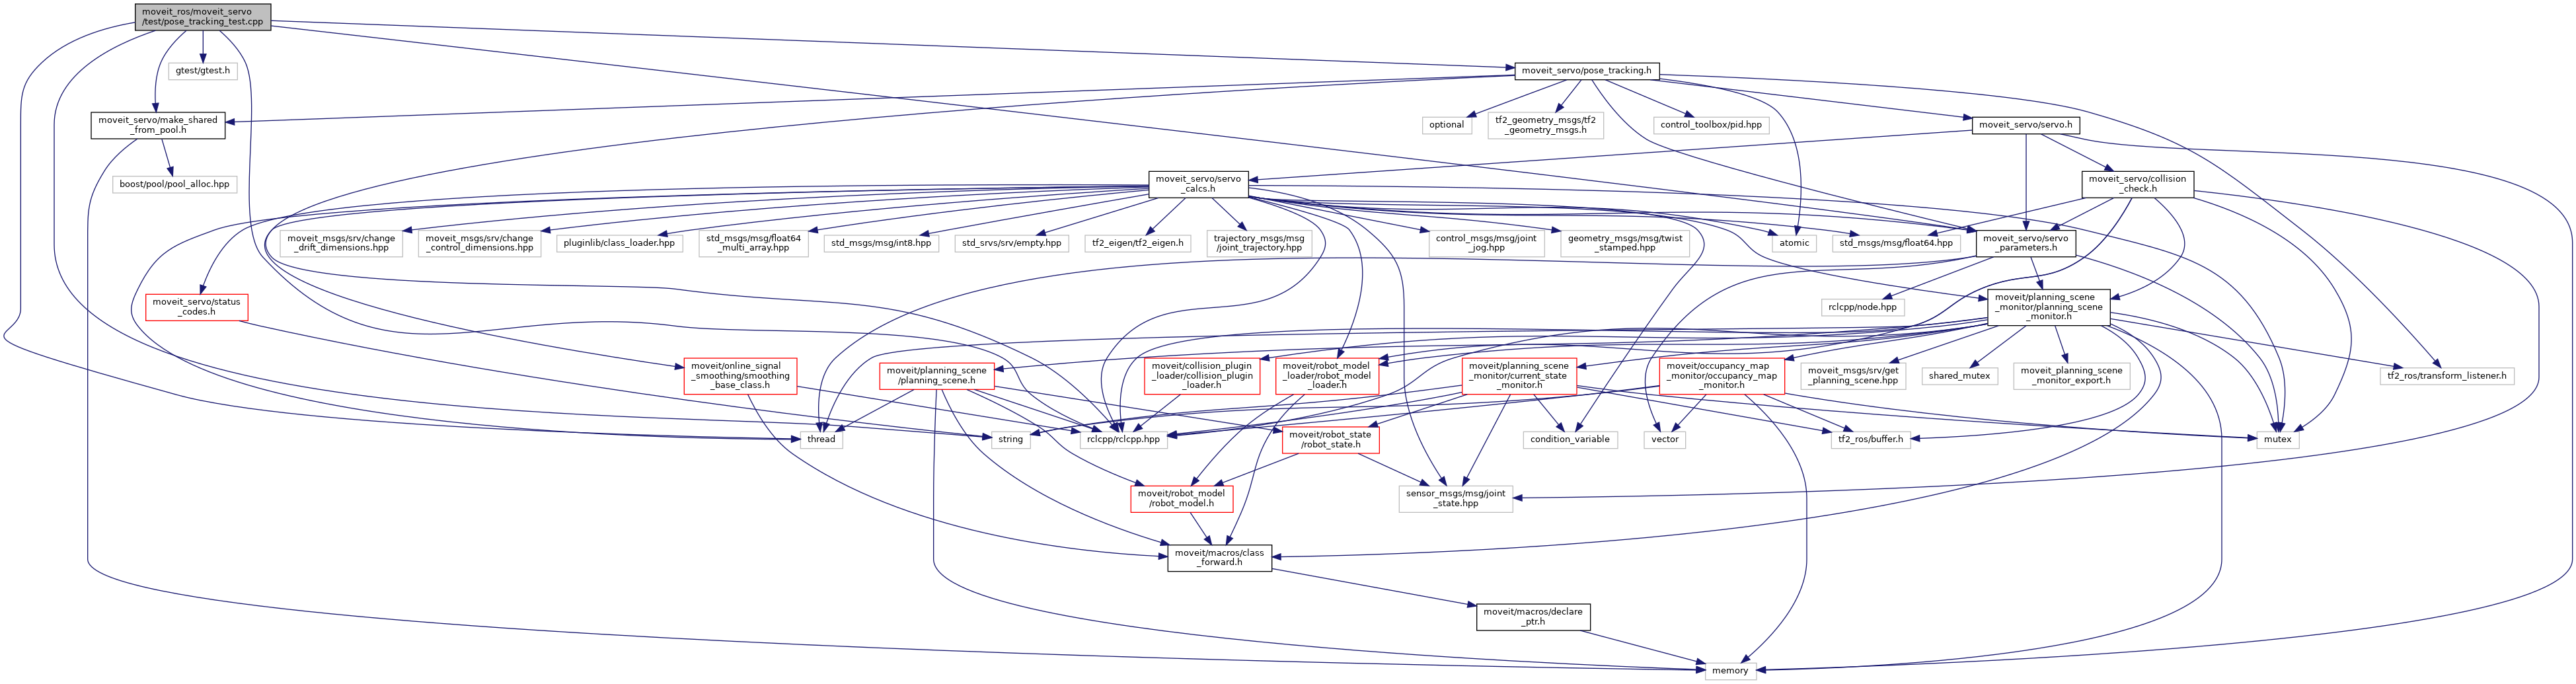 moveit_ros/moveit_servo
/test/pose_tracking_test.cpp
gtest/gtest.h
moveit_servo/pose_tracking.h
moveit_servo/make_shared
_from_pool.h
optional
tf2_geometry_msgs/tf2
_geometry_msgs.h
control_toolbox/pid.hpp
moveit_servo/servo.h
boost/pool/pool_alloc.hpp
moveit_servo/servo
_calcs.h
moveit_servo/collision
_check.h
moveit_msgs/srv/change
_drift_dimensions.hpp
moveit_msgs/srv/change
_control_dimensions.hpp
pluginlib/class_loader.hpp
std_msgs/msg/float64
_multi_array.hpp
std_msgs/msg/int8.hpp
std_srvs/srv/empty.hpp
tf2_eigen/tf2_eigen.h
trajectory_msgs/msg
/joint_trajectory.hpp
control_msgs/msg/joint
_jog.hpp
geometry_msgs/msg/twist
_stamped.hpp
atomic
std_msgs/msg/float64.hpp
moveit_servo/servo
_parameters.h
moveit_servo/status
_codes.h
rclcpp/node.hpp
moveit/planning_scene
_monitor/planning_scene
_monitor.h
moveit/online_signal
_smoothing/smoothing
_base_class.h
moveit/planning_scene
/planning_scene.h
moveit/collision_plugin
_loader/collision_plugin
_loader.h
moveit/robot_model
_loader/robot_model
_loader.h
moveit/planning_scene
_monitor/current_state
_monitor.h
moveit/occupancy_map
_monitor/occupancy_map
_monitor.h
moveit_msgs/srv/get
_planning_scene.hpp
shared_mutex
moveit_planning_scene
_monitor_export.h
tf2_ros/transform_listener.h
thread
string
rclcpp/rclcpp.hpp
moveit/robot_state
/robot_state.h
condition_variable
vector
tf2_ros/buffer.h
mutex
moveit/robot_model
/robot_model.h
sensor_msgs/msg/joint
_state.hpp
moveit/macros/class
_forward.h
moveit/macros/declare
_ptr.h
memory